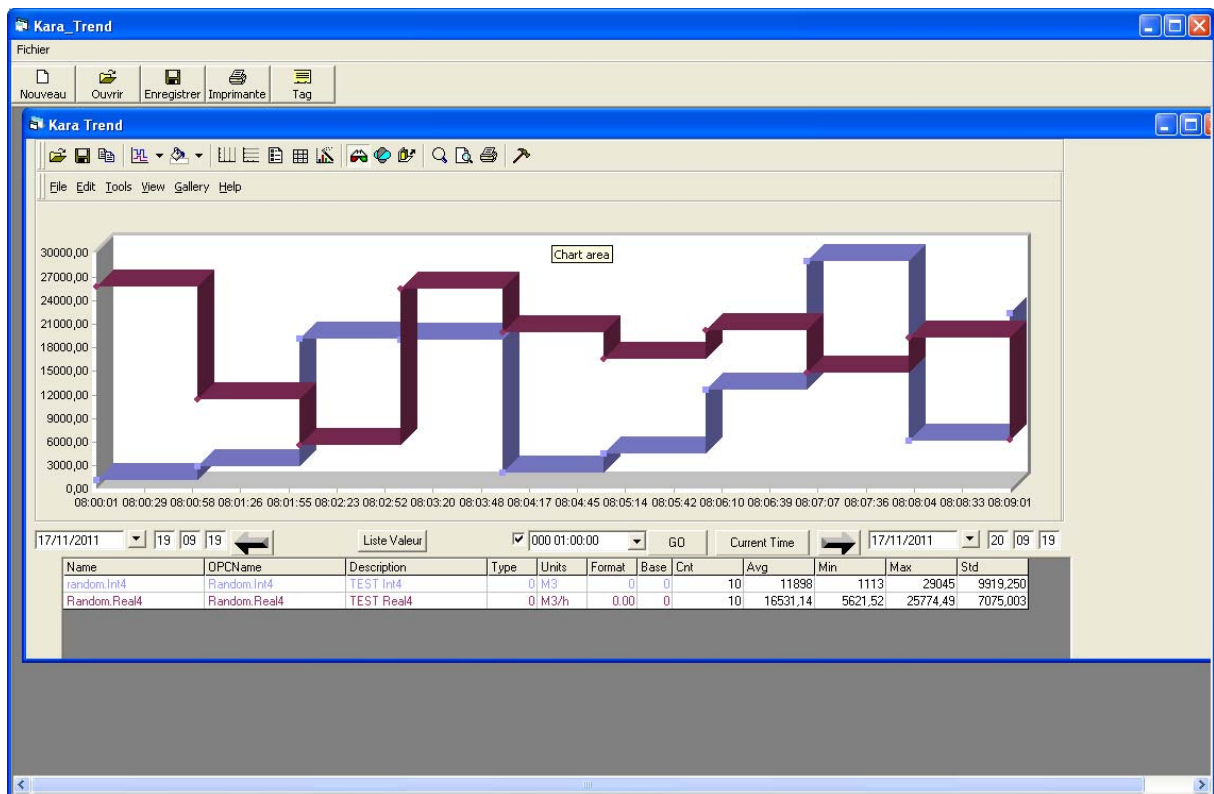 Kara_Trend
Fichier
Nouveau Ouvrir Enregistrer Imprimante Tag
Kara Trend
File Edit Tools View Gallery Help
Chart area
30000,00
27000,00
24000,00
21000,00
18000,00
15000,00
12000,00
9000,00
6000,00
3000,00
0,00
08:00:01 08:00:29 08:00:58 08:01:26 08:01:55 08:02:23 08:02:52 08:03:20 08:03:48 08:04:17 08:04:45 08:05:14 08:05:42 08:06:10 08:06:39 08:07:07 08:07:36 08:08:04 08:08:33 08:09:01
17/11/2011 19 09 19 Liste Valeur 000 01:00:00 GO Current Time 17/11/2011 20 09 19
Name OPCName Description Type Units Format Base Cnt Avg Min Max Std
random.Int4 Random.Int4 TEST Int4 0 M3 0 0 10 11898 1113 29045 9919,250
Random.Real4 Random.Real4 TEST Real4 0 M3/h 0.00 0 10 16531,14 5621,52 25774,49 7075,003